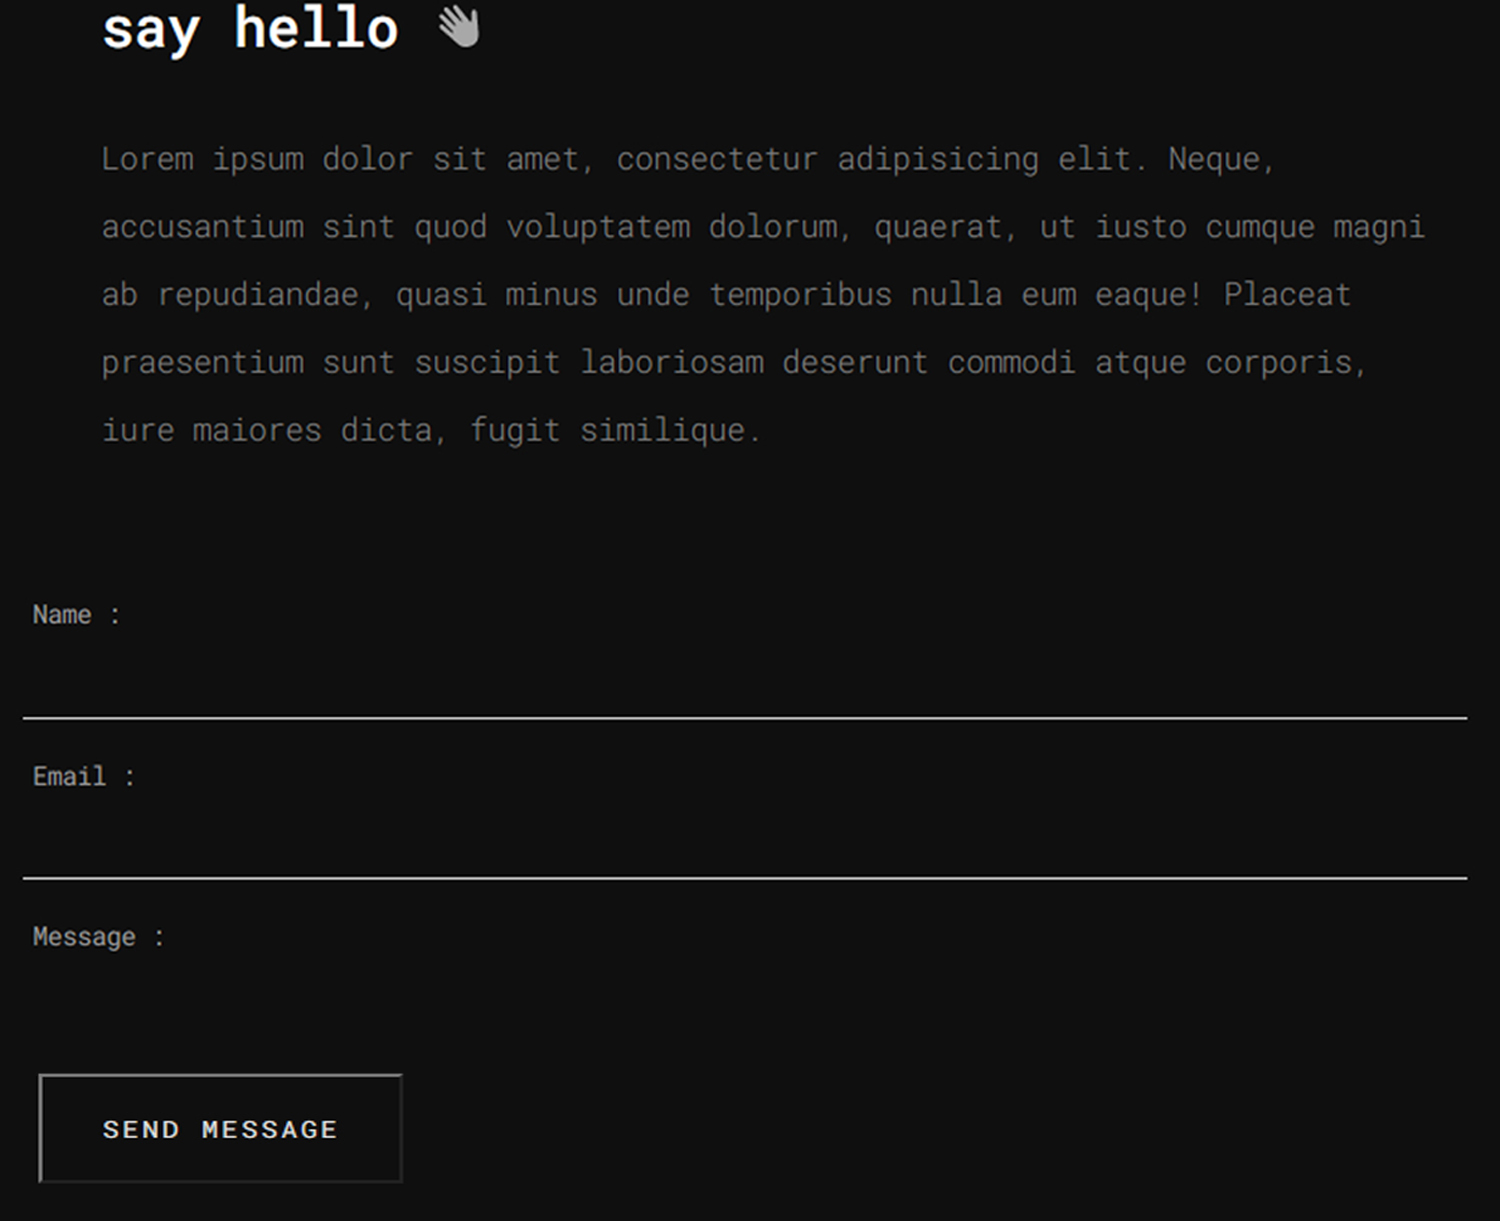 say hello 👋
Lorem ipsum dolor sit amet, consectetur adipisicing elit. Neque,
accusantium sint quod voluptatem dolorum, quaerat, ut iusto cumque magni
ab repudiandae, quasi minus unde temporibus nulla eum eaque! Placeat
praesentium sunt suscipit laboriosam deserunt commodi atque corporis,
iure maiores dicta, fugit similique.
Name :
Email :
Message :
SEND MESSAGE